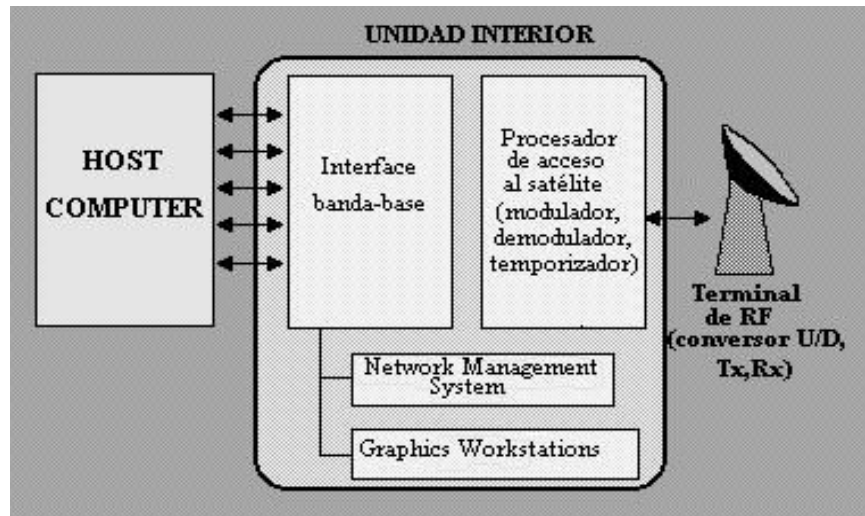 UNIDAD INTERIOR
HOST
COMPUTER
Interface
banda-base
Procesador
de acceso
al satélite
(modulador,
demodulador,
temporizador)
Terminal
de RF
(conversor U/D,
Tx,Rx)
Network Management
System
Graphics Workstations